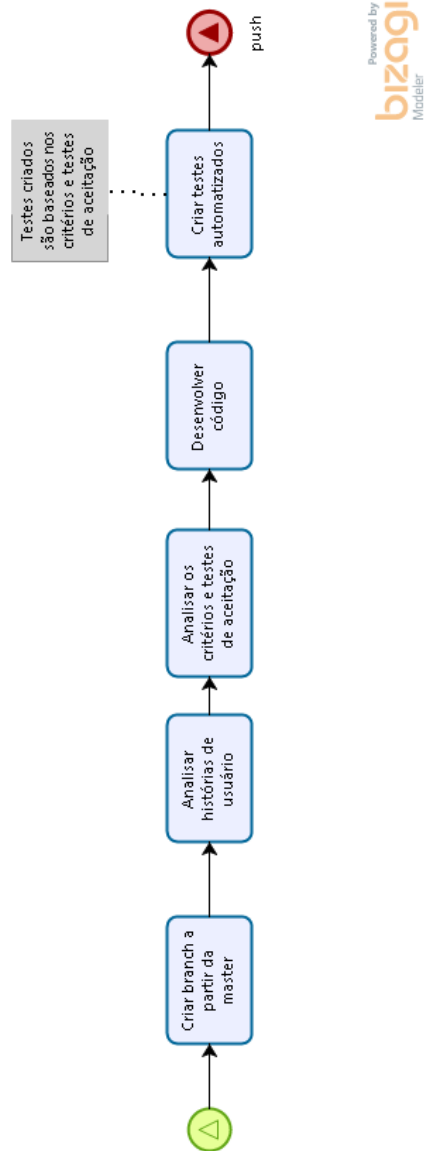 Criar branch a
partir da
master
Analisar
histórias de
usuário
Analisar os
critérios e testes
de aceitação
Desenvolver
código
Criar testes
automatizados
Testes criados
são baseados nos
critérios e testes
de aceitação
push
Powered by
bizagi
Modeler